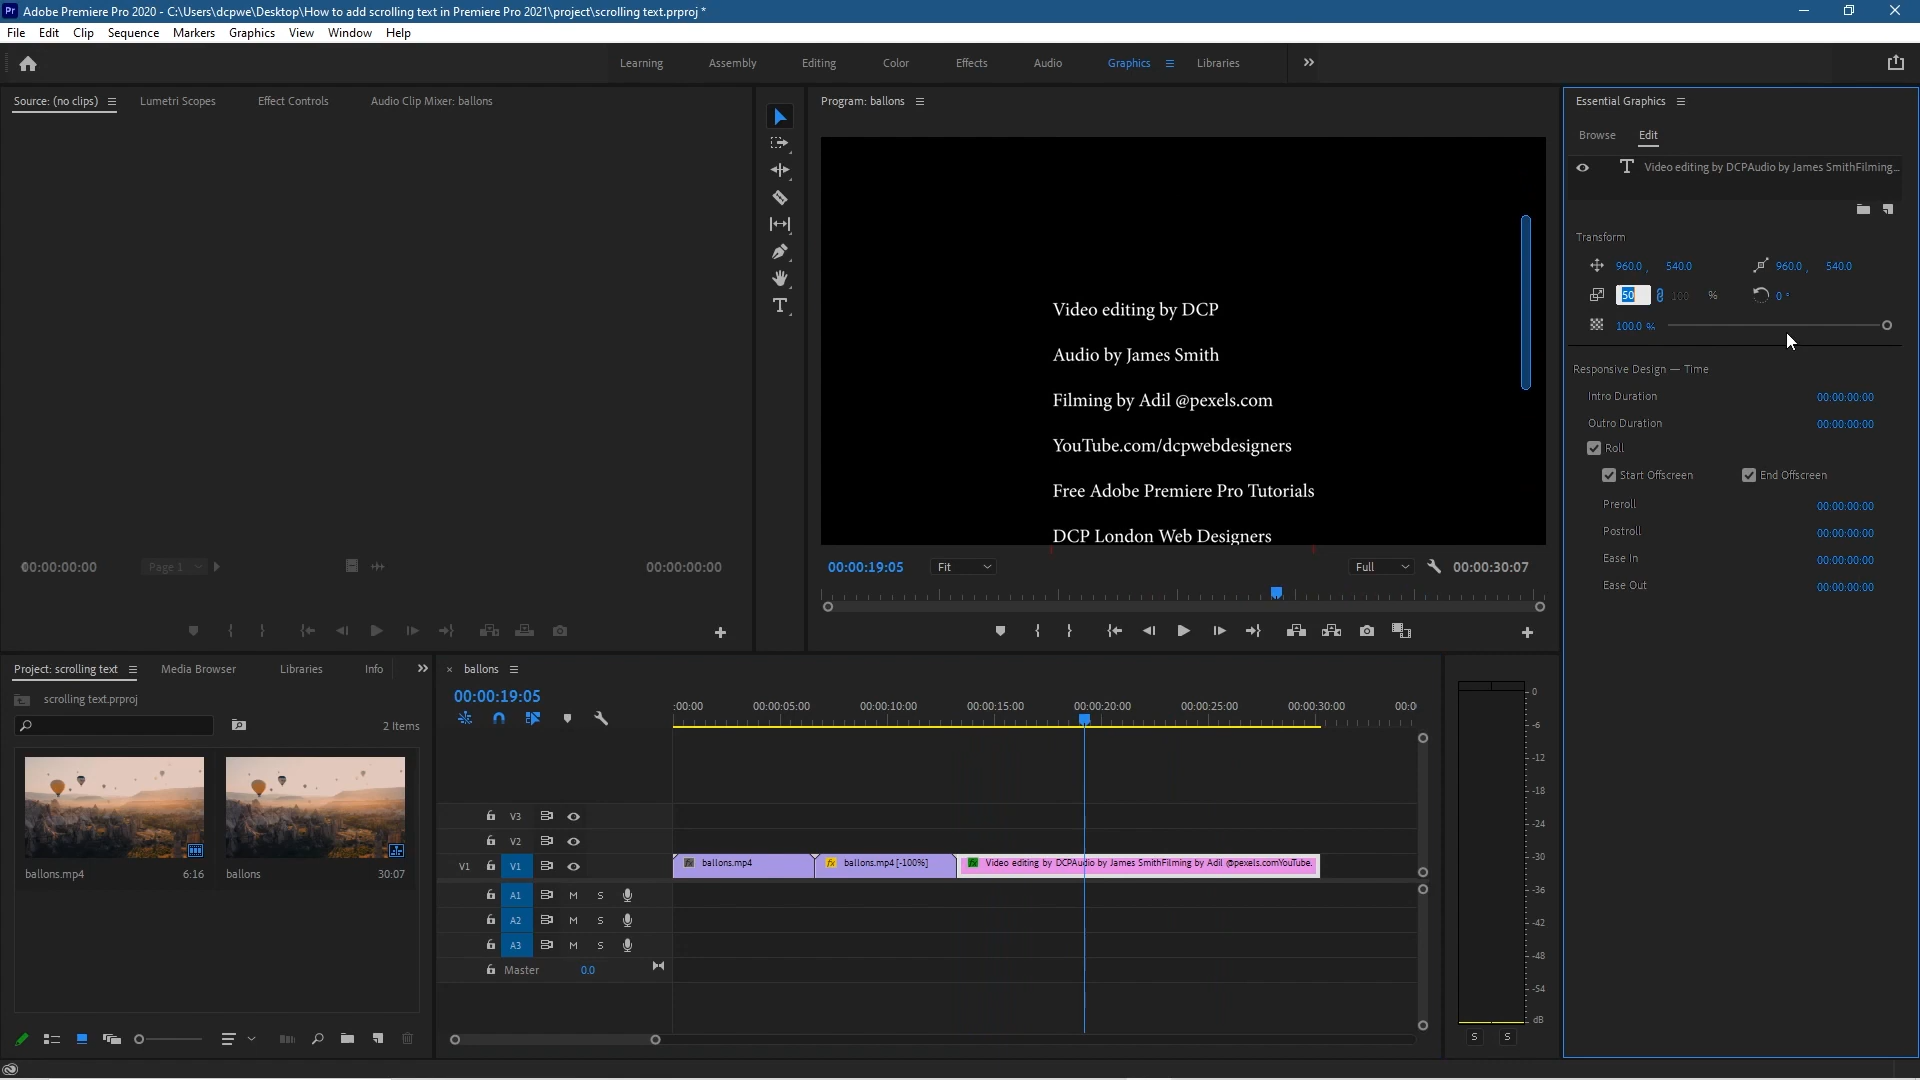 Adobe Premiere Pro 2020 - C:\Users\dcpwe\Desktop\How to add scrolling text in Premiere Pro 2021\project\scrolling text.prproj *
File Edit Clip Sequence Markers Graphics View Window Help
Learning Assembly Editing Color Effects Audio Graphics Libraries
Source: (no clips) Lumetri Scopes Effect Controls Audio Clip Mixer: ballons
00:00:00:00 Page 1 00:00:00:00
Program: ballons
Video editing by DCP
Audio by James Smith
Filming by Adil @pexels.com
YouTube.com/dcpwebdesigners
Free Adobe Premiere Pro Tutorials
DCP London Web Designers
00:00:19:05 Fit Full 00:00:30:07
Essential Graphics
Browse Edit
T Video editing by DCPAudio by James SmithFilming...
Transform
960.0 , 540.0 960.0 , 540.0
50 100 % 0 °
100.0 %
Responsive Design — Time
Intro Duration 00:00:00:00
Outro Duration 00:00:00:00
Roll
Start Offscreen End Offscreen
Preroll 00:00:00:00
Postroll 00:00:00:00
Ease In 00:00:00:00
Ease Out 00:00:00:00
Project: scrolling text Media Browser Libraries Info
scrolling text.prproj
2 Items
ballons.mp4 6:16 ballons 30:07
ballons
00:00:19:05
:00:00 00:00:05:00 00:00:10:00 00:00:15:00 00:00:20:00 00:00:25:00 00:00:30:00 00:0
V3
V2
V1 V1 ballons.mp4 ballons.mp4 [-100%] Video editing by DCPAudio by James SmithFilming by Adil @pexels.comYouTube.
A1 M S
A2 M S
A3 M S
Master 0.0
0
-6
-12
-18
-24
-30
-36
-42
-48
-54
dB
S S